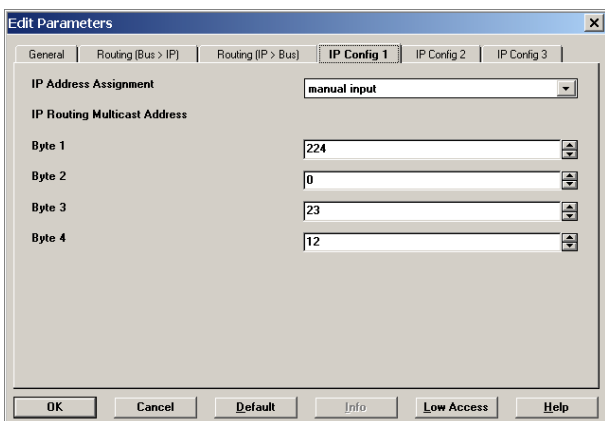 Edit Parameters
General Routing (Bus > IP) Routing (IP > Bus) IP Config 1 IP Config 2 IP Config 3
IP Address Assignment manual input
IP Routing Multicast Address
Byte 1 224
Byte 2 0
Byte 3 23
Byte 4 12
OK Cancel Default Info Low Access Help